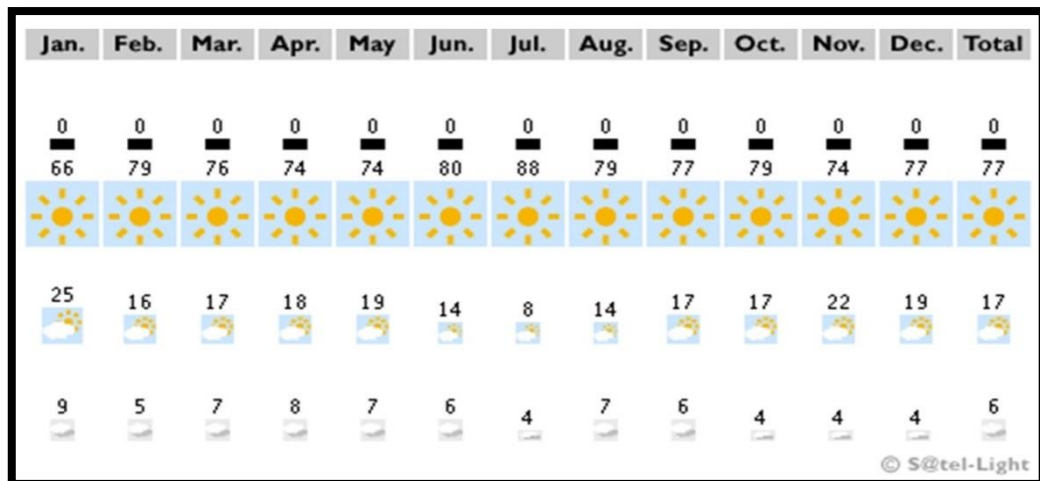 Jan. Feb. Mar. Apr. May Jun. Jul. Aug. Sep. Oct. Nov. Dec. Total
0 0 0 0 0 0 0 0 0 0 0 0 0
66 79 76 74 74 80 88 79 77 79 74 77 77
25 16 17 18 19 14 8 14 17 17 22 19 17
9 5 7 8 7 6 4 7 6 4 4 4 6
© S@tel-Light